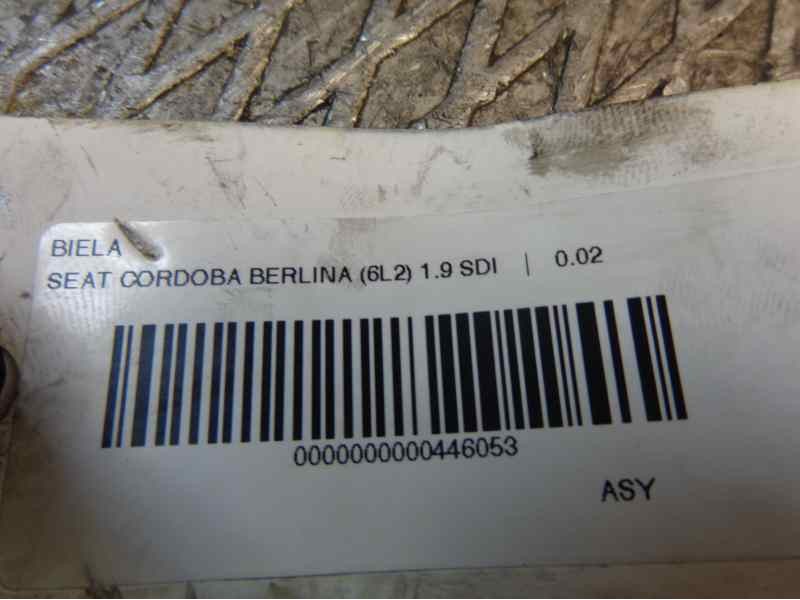 BIELA
SEAT CORDOBA BERLINA (6L2) 1.9 SDI | 0.02
0000000000446053
ASY